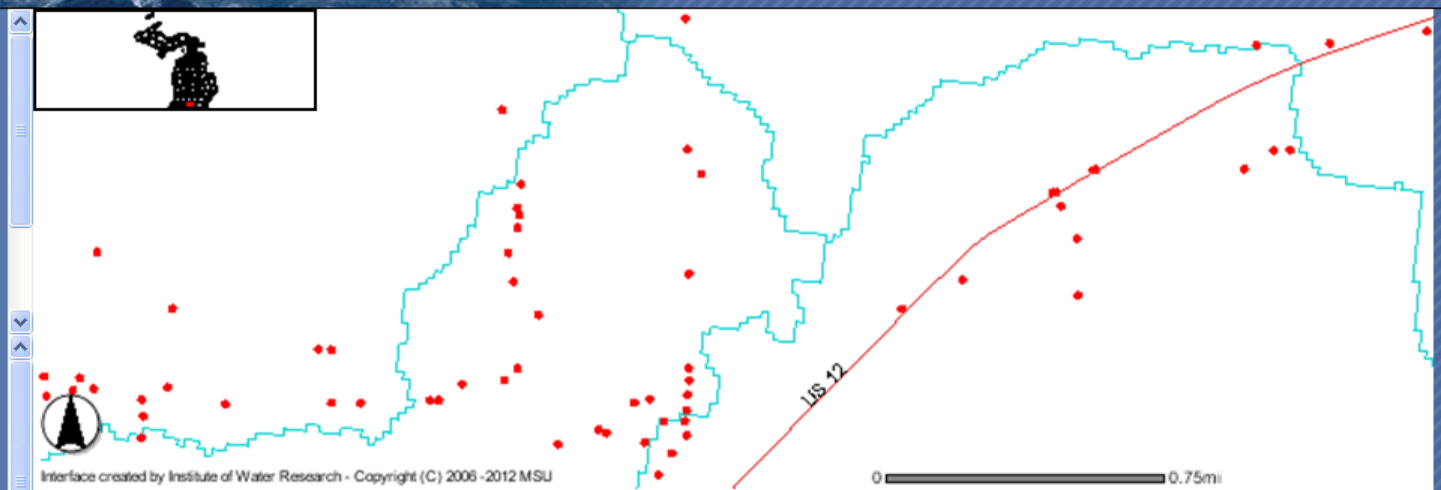 US 12
Interface created by Institute of Water Research - Copyright (C) 2006 -2012 MSU
0 0.75mi